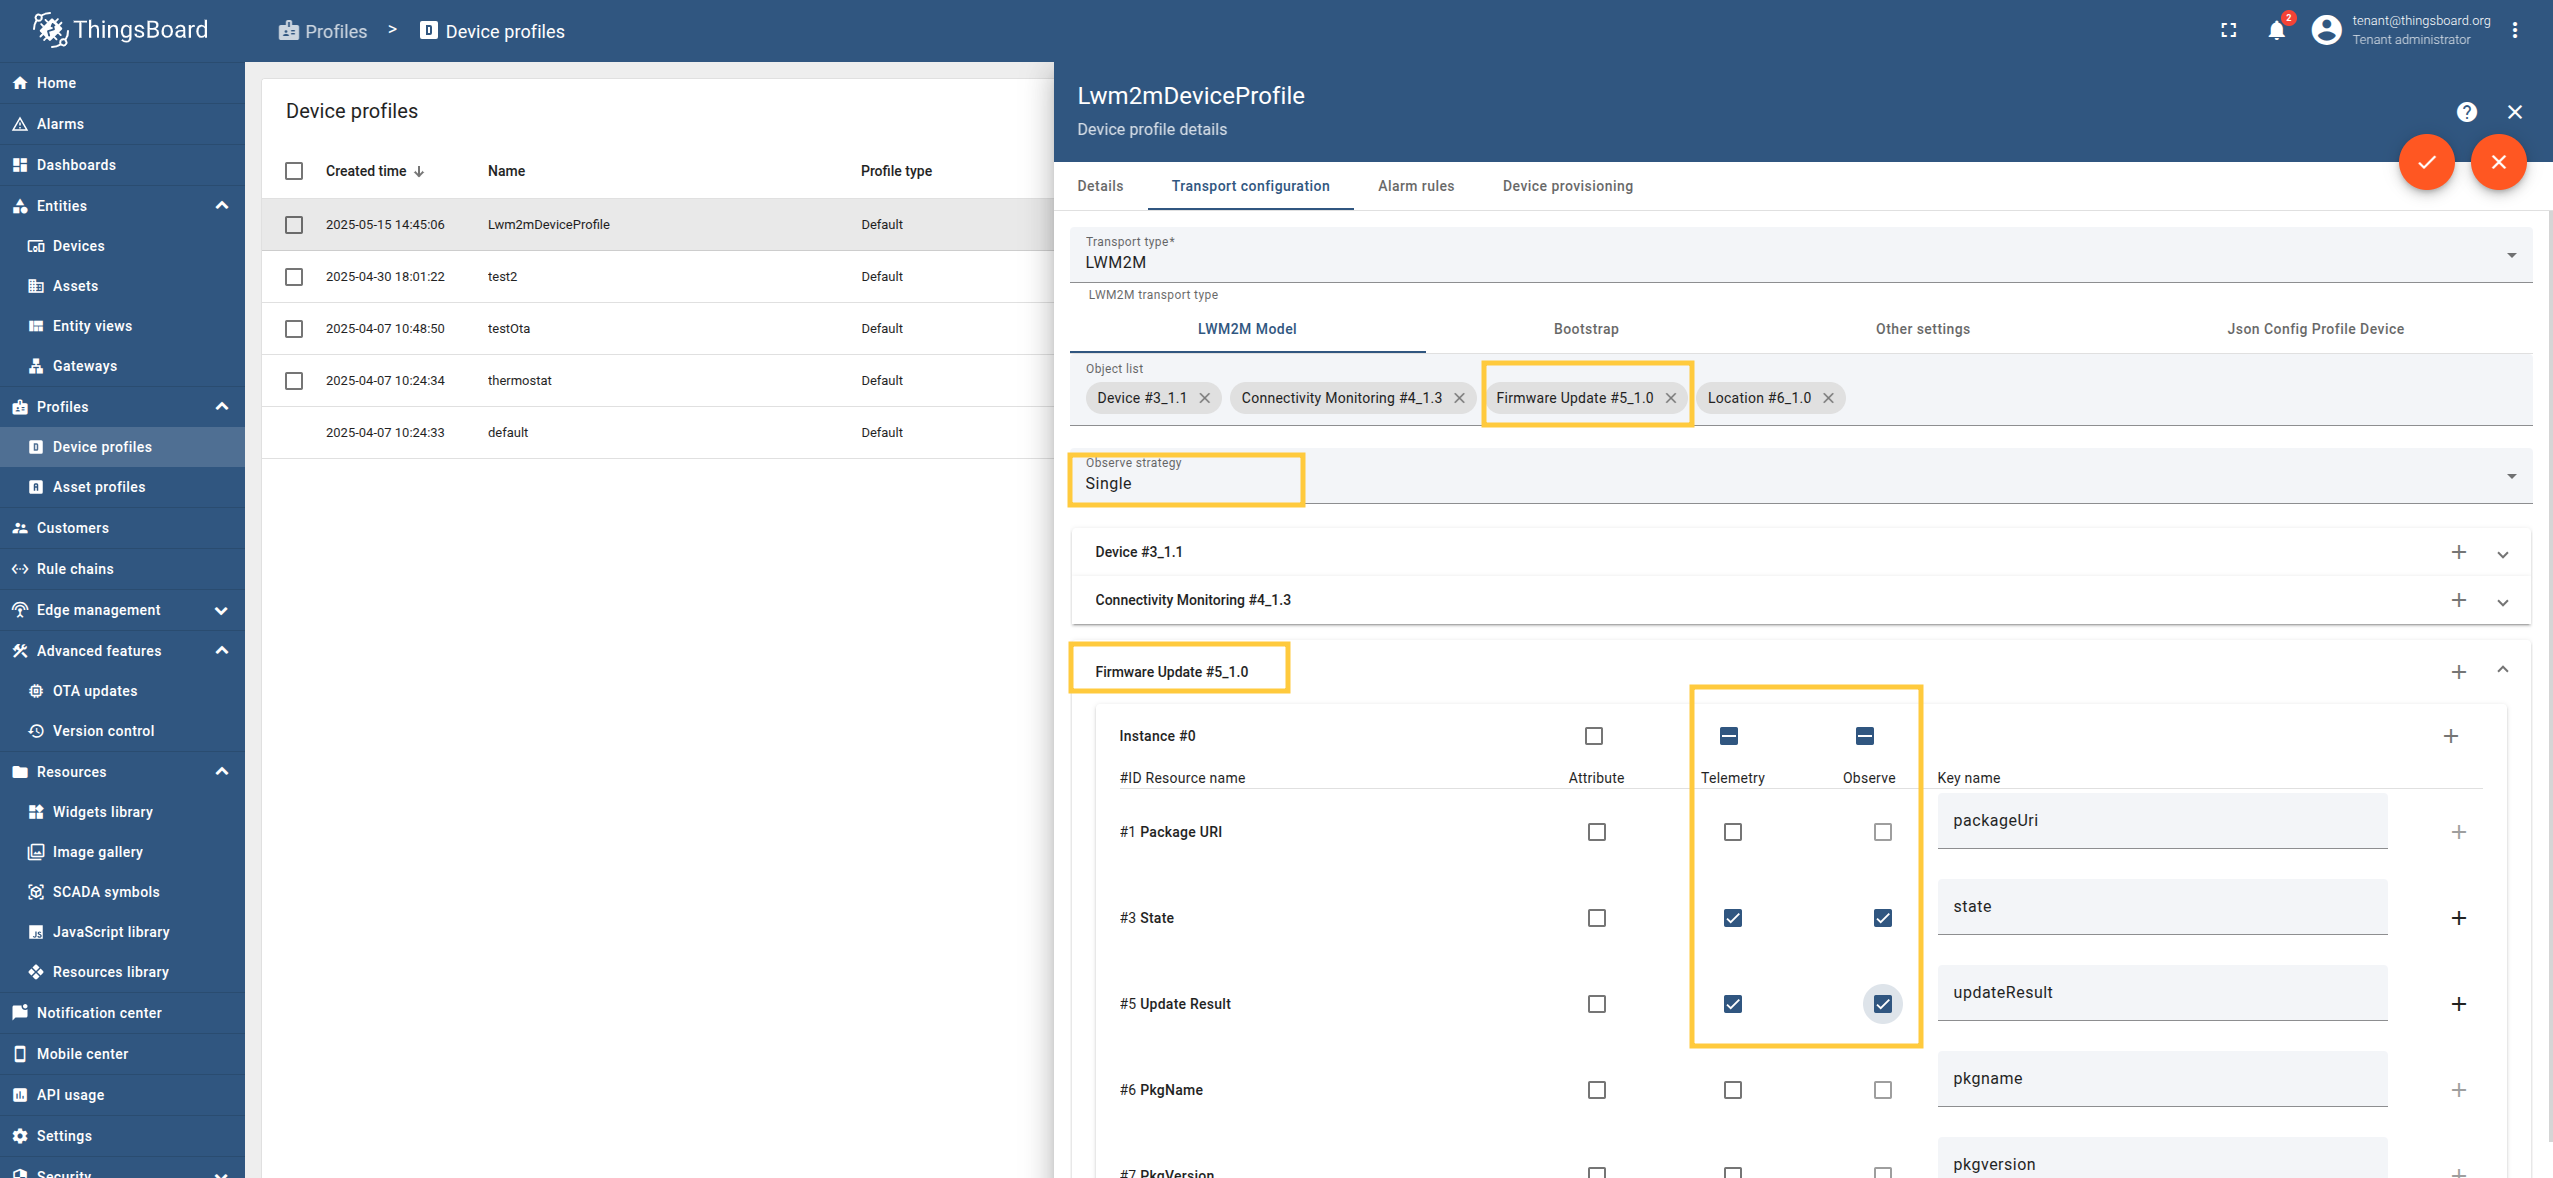 ThingsBoard
Profiles > Device profiles
2
tenant@thingsboard.org
Tenant administrator
Home
Alarms
Dashboards
Entities
Devices
Assets
Entity views
Gateways
Profiles
Device profiles
Asset profiles
Customers
Rule chains
Edge management
Advanced features
OTA updates
Version control
Resources
Widgets library
Image gallery
SCADA symbols
JavaScript library
Resources library
Notification center
Mobile center
API usage
Settings
Security
Device profiles
Created time Name Profile type
2025-05-15 14:45:06 Lwm2mDeviceProfile Default
2025-04-30 18:01:22 test2 Default
2025-04-07 10:48:50 testOta Default
2025-04-07 10:24:34 thermostat Default
2025-04-07 10:24:33 default Default
Lwm2mDeviceProfile
Device profile details
Details Transport configuration Alarm rules Device provisioning
Transport type*
LWM2M
LWM2M transport type
LWM2M Model Bootstrap Other settings Json Config Profile Device
Object list
Device #3_1.1 Connectivity Monitoring #4_1.3 Firmware Update #5_1.0 Location #6_1.0
Observe strategy
Single
Device #3_1.1
Connectivity Monitoring #4_1.3
Firmware Update #5_1.0
Instance #0
#ID Resource name Attribute Telemetry Observe Key name
#1 Package URI packageUri
#3 State state
#5 Update Result updateResult
#6 PkgName pkgname
#7 PkgVersion pkgversion